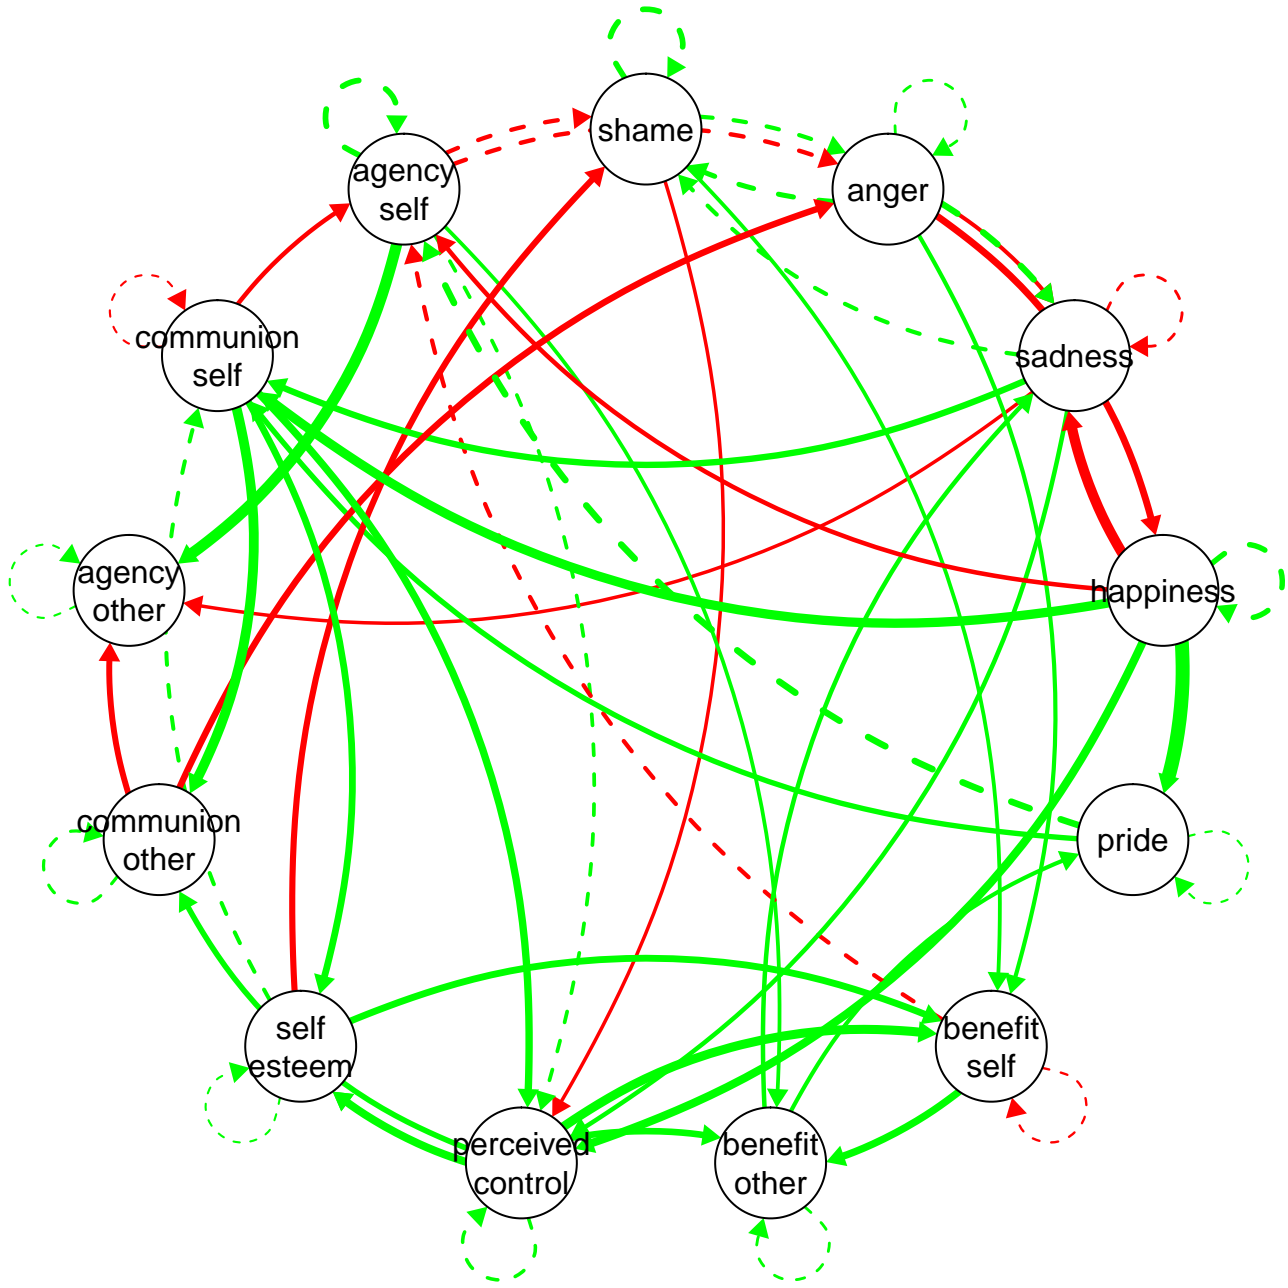 shame
agency
self
anger
communion
self
sadness
agency
other
happiness
communion
other
pride
self
esteem
benefit
self
perceived
control
benefit
other